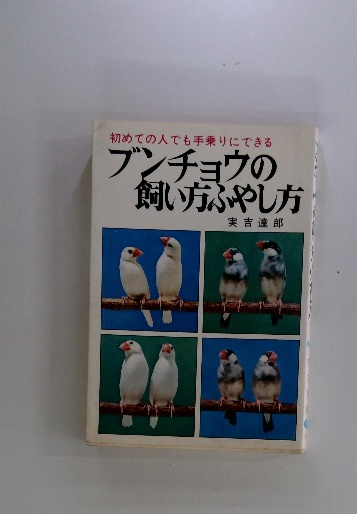 初めての人でも手乗りにできる
ブンチョウの
飼い方ふやし方
実吉達郎